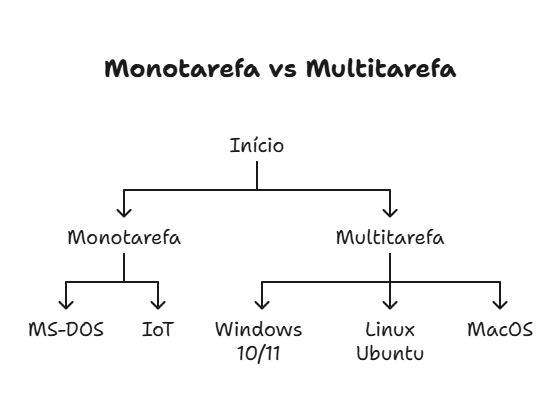 Monotarefa vs Multitarefa
Início
Monotarefa
Multitarefa
MS-DOS
IoT
Windows
10/11
Linux
Ubuntu
MacOS